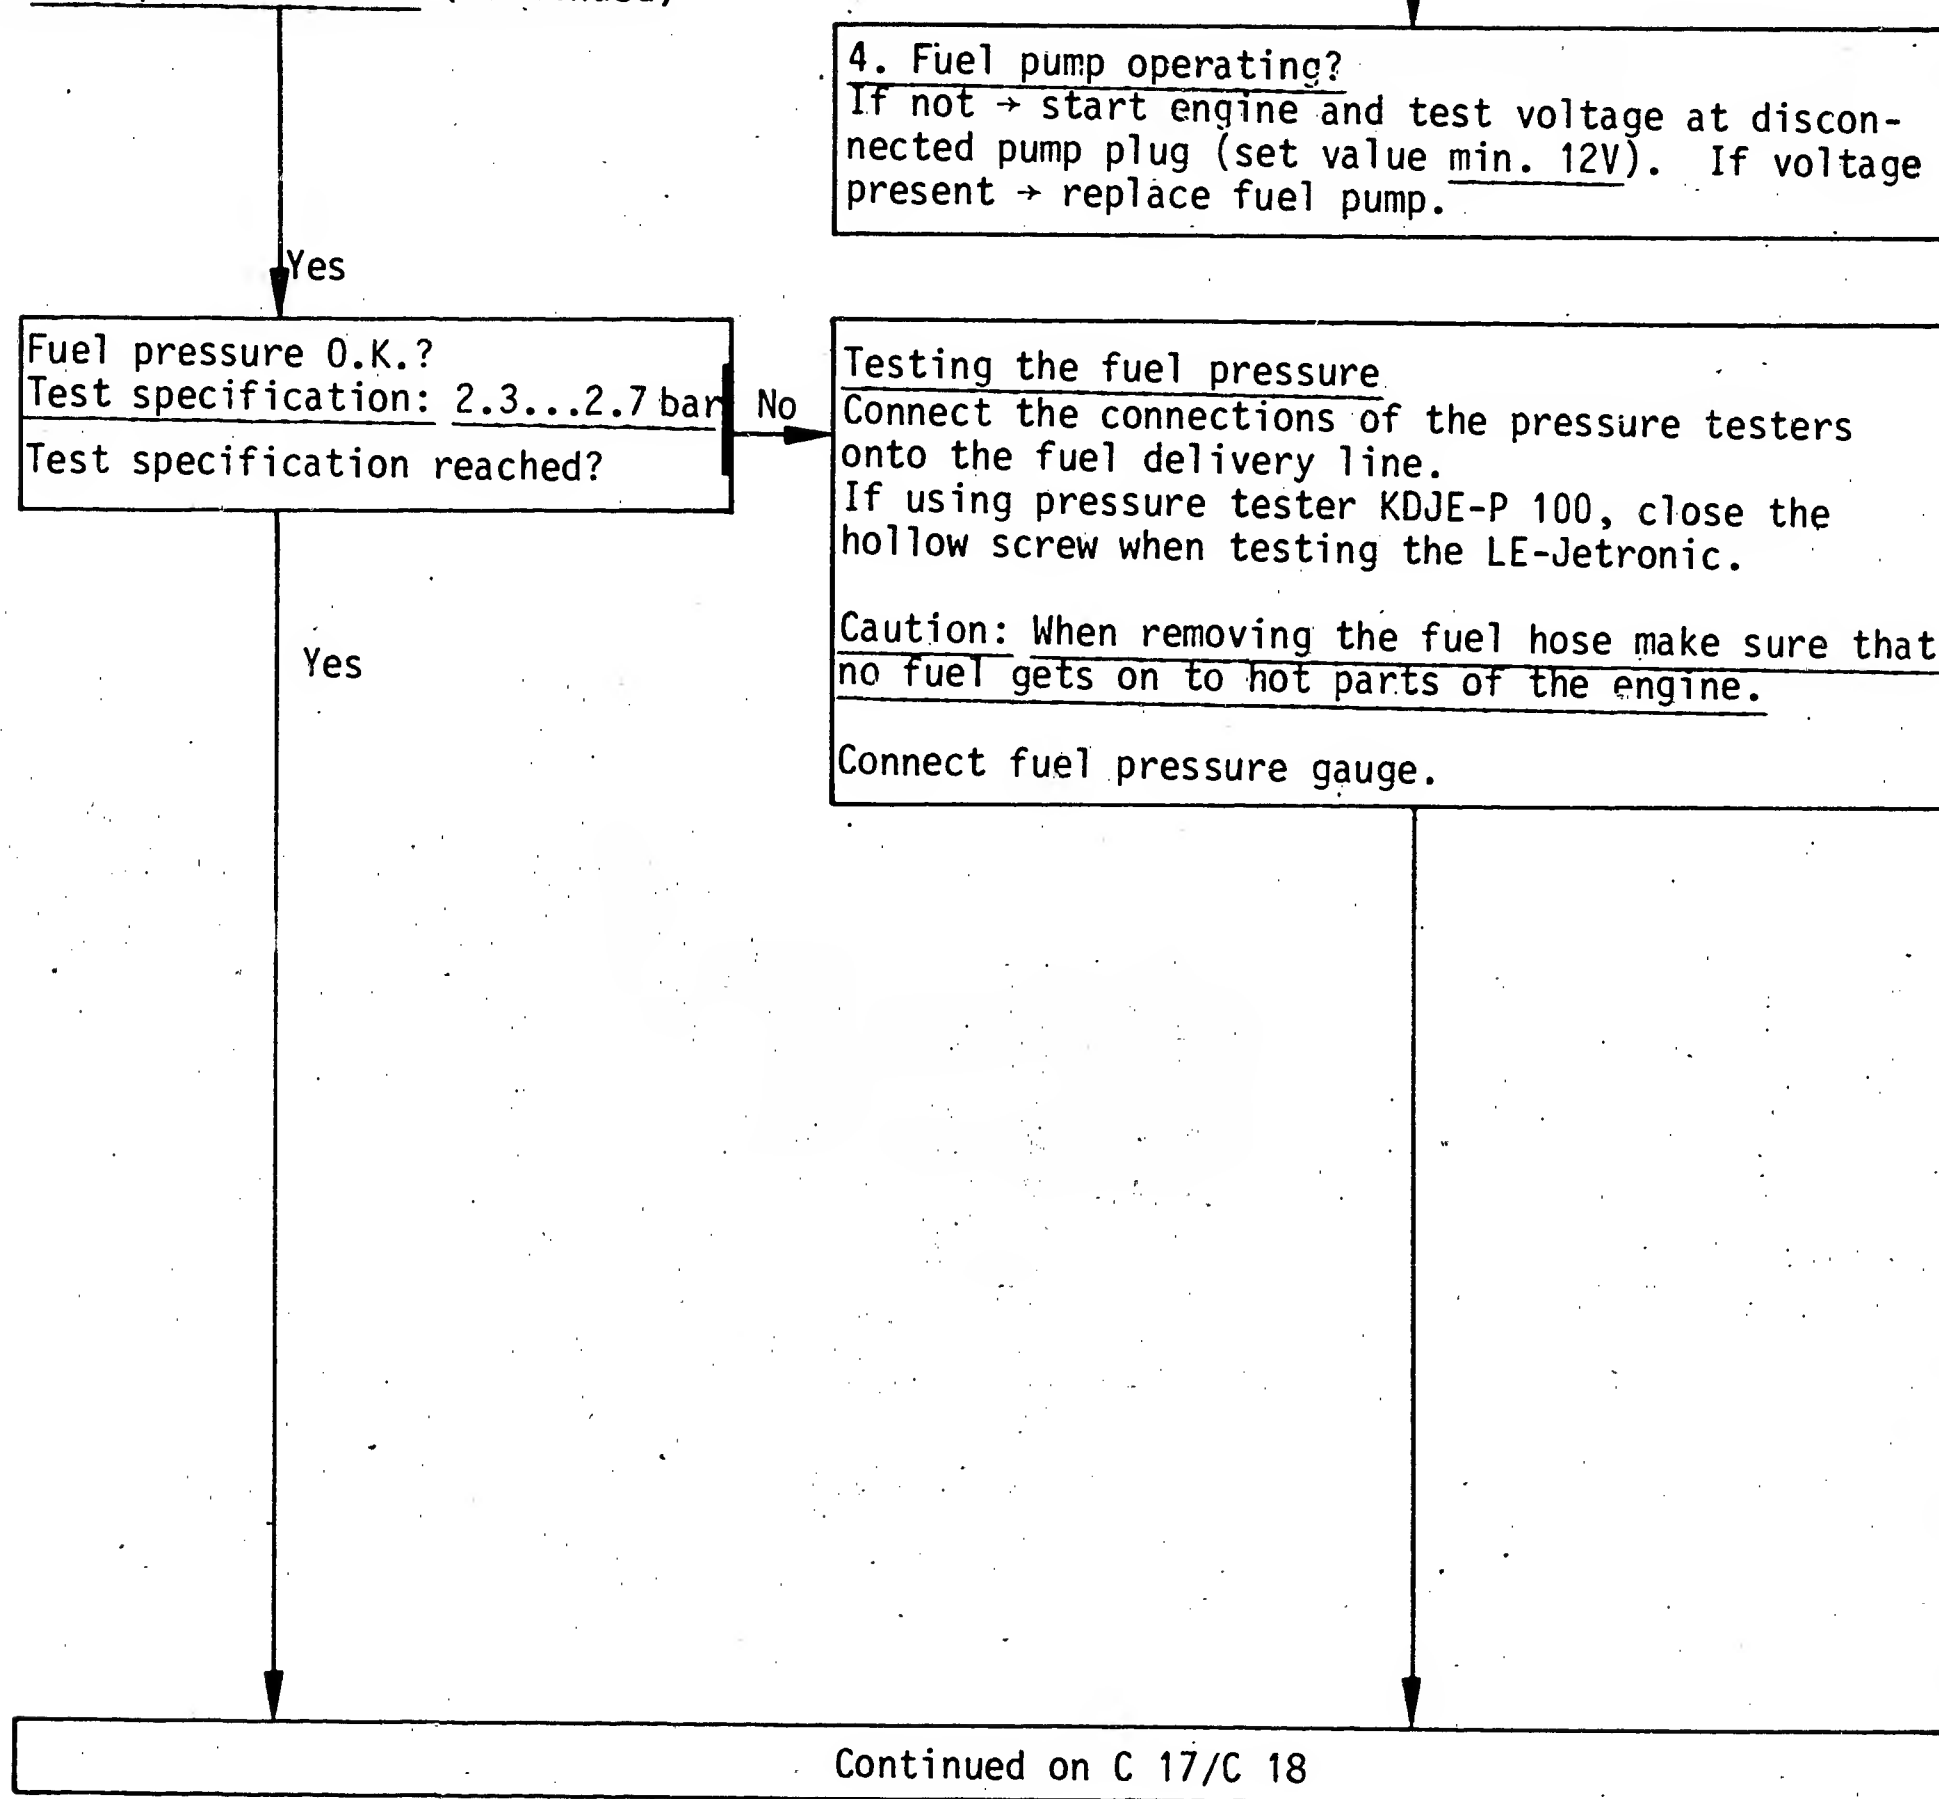 4. Fuel pump operating?
If not → start engine and test voltage at discon-
nected pump plug (set value min. 12V). If voltage
present → replace fuel pump.
Yes
Fuel pressure O.K.?
Test specification: 2.3...2.7 bar
Test specification reached?
No
Testing the fuel pressure
Connect the connections of the pressure testers
onto the fuel delivery line.
If using pressure tester KDJE-P 100, close the
hollow screw when testing the LE-Jetronic.
Caution: When removing the fuel hose make sure that
no fuel gets on to hot parts of the engine.
Connect fuel pressure gauge.
Yes
Continued on C 17/C 18